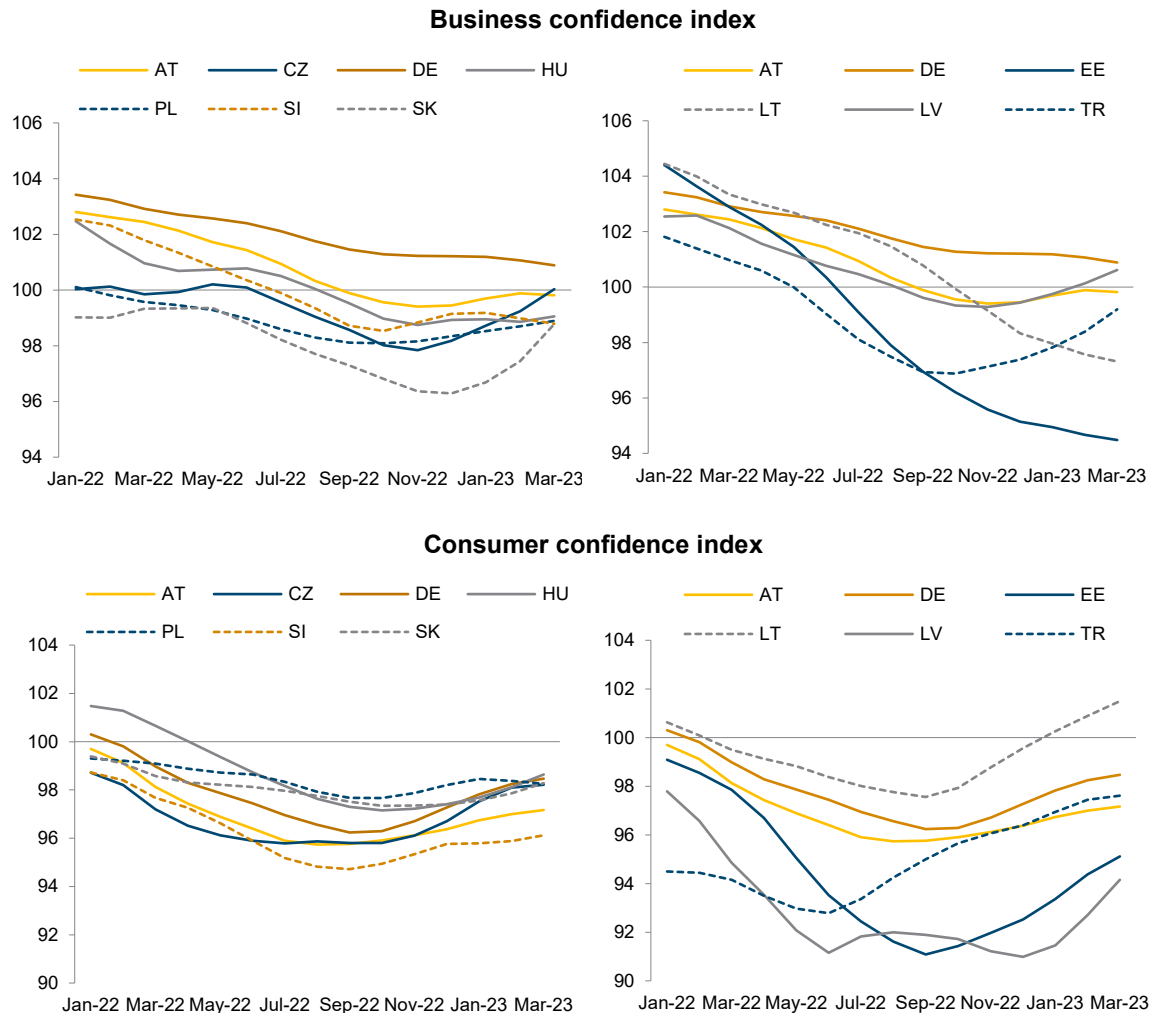 Business confidence index
AT CZ DE HU
PL SI SK
106
104
102
100
98
96
94
Jan-22 Mar-22 May-22 Jul-22 Sep-22 Nov-22 Jan-23 Mar-23
AT DE EE
LT LV TR
106
104
102
100
98
96
94
Jan-22 Mar-22 May-22 Jul-22 Sep-22 Nov-22 Jan-23 Mar-23
Consumer confidence index
AT CZ DE HU
PL SI SK
104
102
100
98
96
94
92
90
Jan-22 Mar-22 May-22 Jul-22 Sep-22 Nov-22 Jan-23 Mar-23
AT DE EE
LT LV TR
104
102
100
98
96
94
92
90
Jan-22 Mar-22 May-22 Jul-22 Sep-22 Nov-22 Jan-23 Mar-23